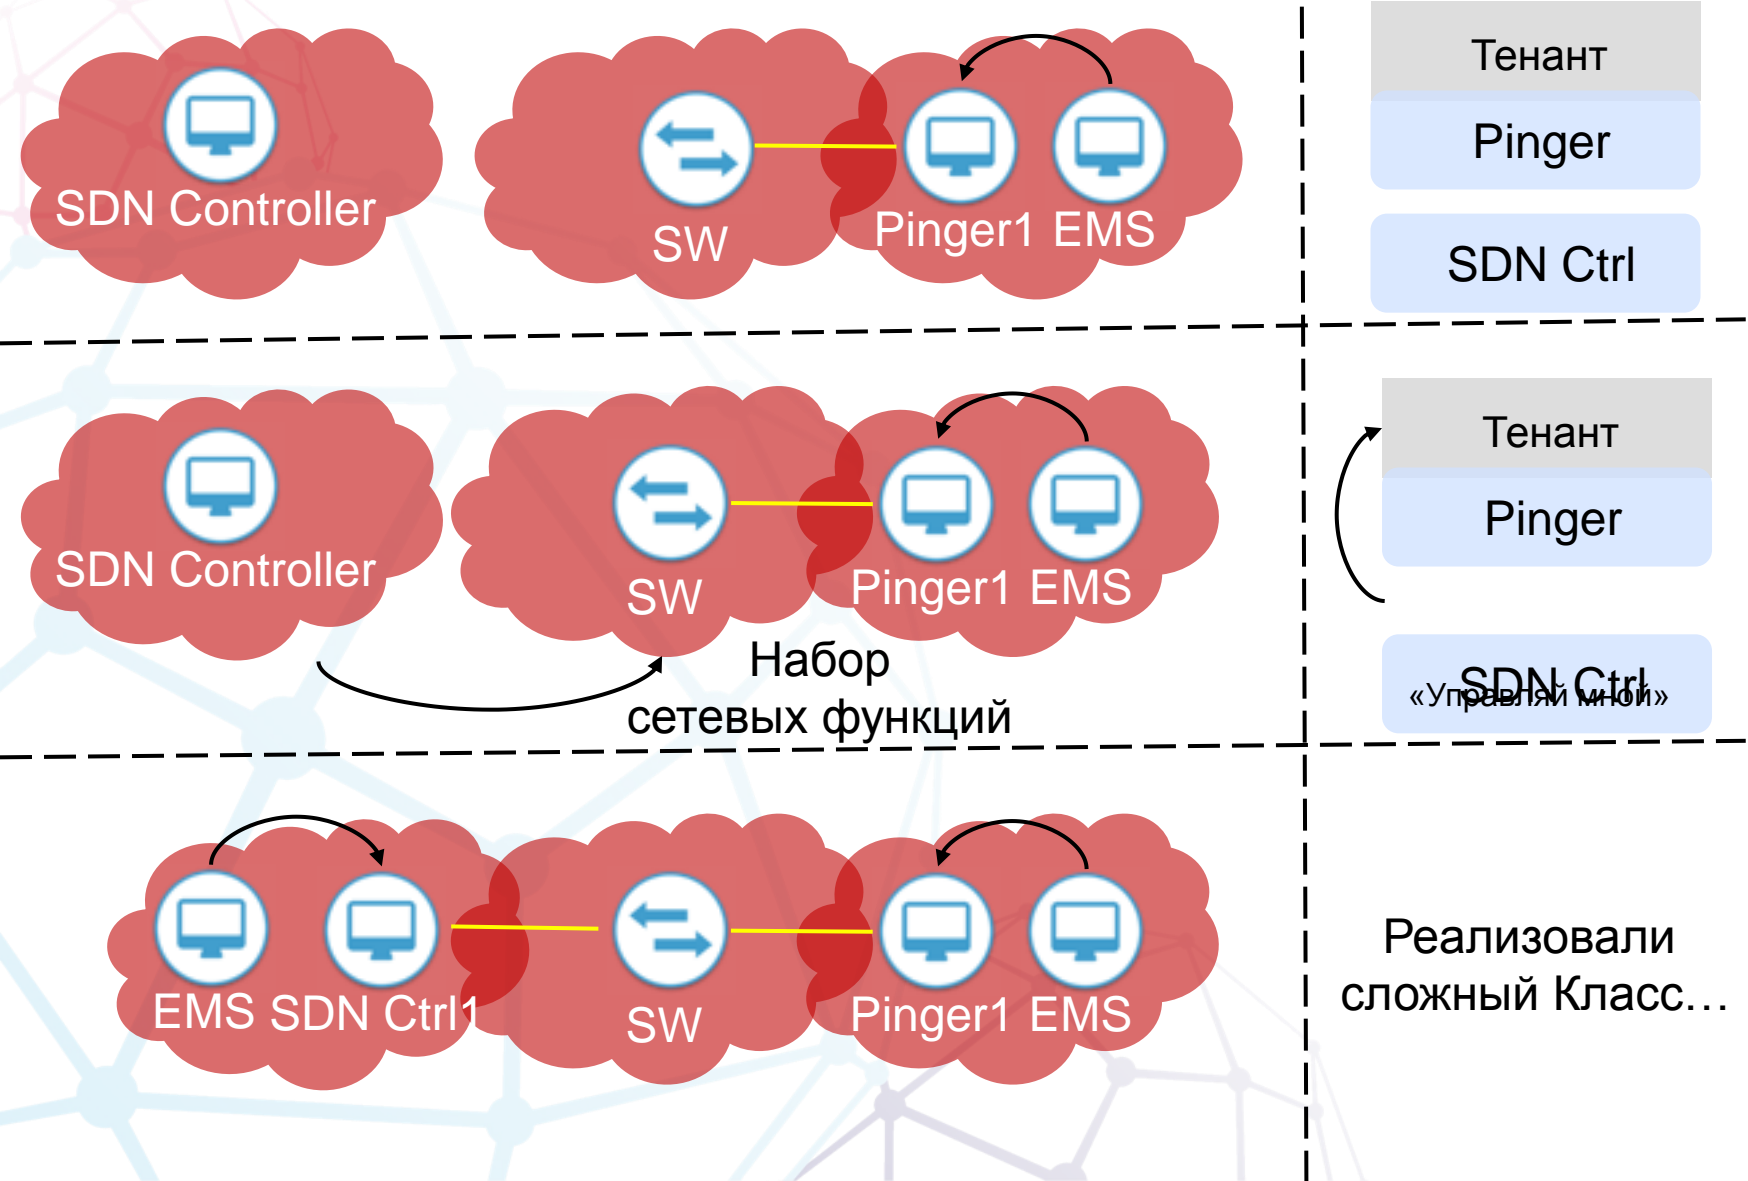 SDN Controller
SW
Pinger1 EMS
Тенант
Pinger
SDN Ctrl
SDN Controller
SW
Pinger1 EMS
Набор
сетевых функций
Тенант
Pinger
SDN Ctrl
«Управляй мной»
EMS SDN Ctrl1
SW
Pinger1 EMS
Реализовали
сложный Класс...